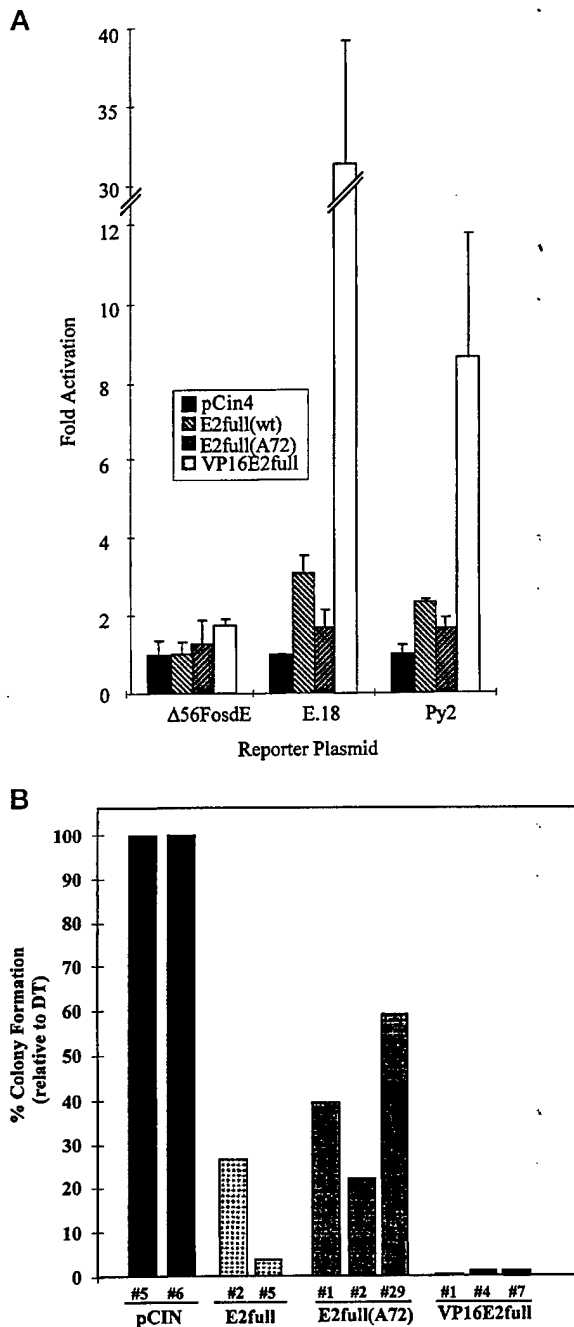 A
40
35
30
12
10
8
6
4
2
0
Fold Activation
pCin4
E2full(wt)
E2full(A72)
VP16E2full
Δ56FosdE E.18 Py2
Reporter Plasmid
B
100
90
80
70
60
50
40
30
20
10
0
% Colony Formation
(relative to DT)
#5 #6 #2 #5 #1 #2 #29 #1 #4 #7
pCIN E2full E2full(A72) VP16E2full